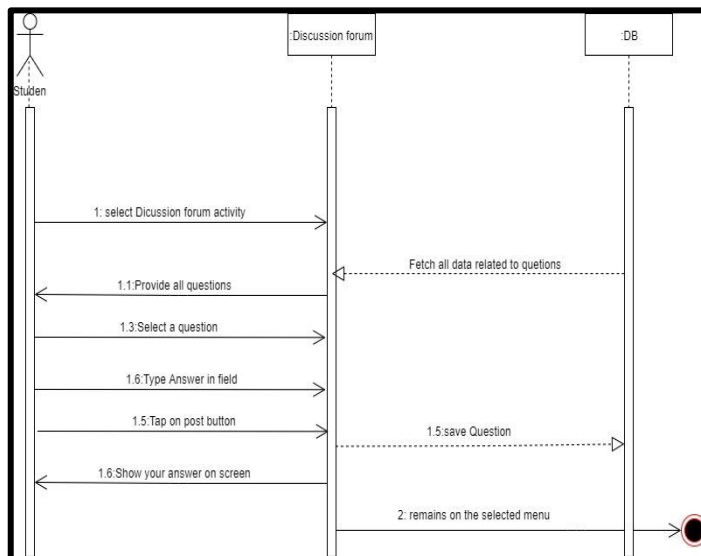 :Discussion forum
:DB
Studen
1: select Dicussion forum activity
Fetch all data related to quetions
1.1:Provide all questions
1.3:Select a question
1.6:Type Answer in field
1.5:Tap on post button
1.5:save Question
1.6:Show your answer on screen
2: remains on the selected menu